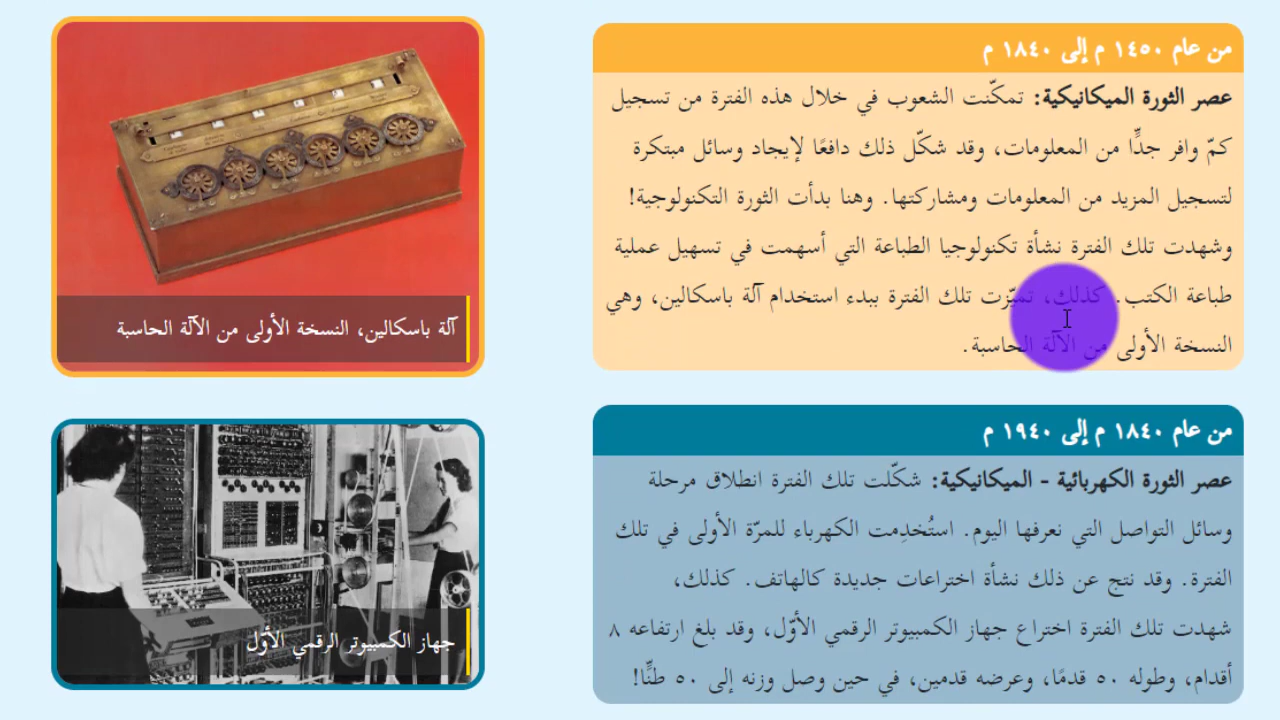 من عام ١٤٥٠ م إلى ١٨٤٠ م
عصر الثورة الميكانيكية: تمكّنت الشعوب في خلال هذه الفترة من تسجيل
كمّ وافر جدًّا من المعلومات، وقد شكّل ذلك دافعًا لإيجاد وسائل مبتكرة
لتسجيل المزيد من المعلومات ومشاركتها. وهنا بدأت الثورة التكنولوجية!
وشهدت تلك الفترة نشأة تكنولوجيا الطباعة التي أسهمت في تسهيل عملية
طباعة الكتب. كذلك، تميّزت تلك الفترة ببدء استخدام آلة باسكالين، وهي
النسخة الأولى من الآلة الحاسبة.
آلة باسكالين، النسخة الأولى من الآلة الحاسبة
من عام ١٨٤٠ م إلى ١٩٤٠ م
عصر الثورة الكهربائية - الميكانيكية: شكّلت تلك الفترة انطلاق مرحلة
وسائل التواصل التي نعرفها اليوم. استُخدِمت الكهرباء للمرّة الأولى في تلك
الفترة. وقد نتج عن ذلك نشأة اختراعات جديدة كالهاتف. كذلك،
شهدت تلك الفترة اختراع جهاز الكمبيوتر الرقمي الأوّل، وقد بلغ ارتفاعه ٨
أقدام، وطوله ٥٠ قدمًا، وعرضه قدمين، في حين وصل وزنه إلى ٥٠ طنًّا!
جهاز الكمبيوتر الرقمي الأوّل